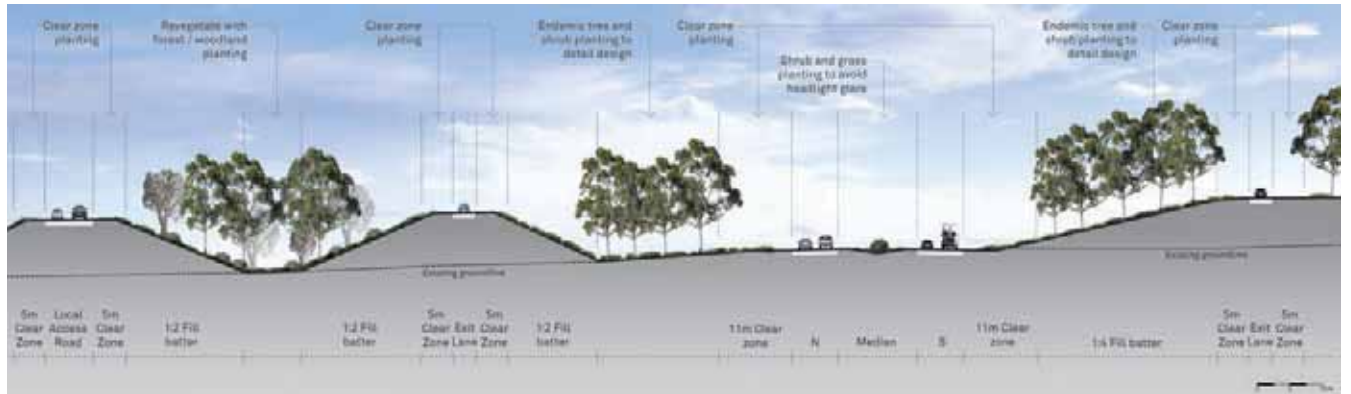 Clear zone
planting
Revegetate with
forest / woodland
planting
Clear zone
planting
Endemic tree and
shrub planting to
detail design
Clear zone
planting
Shrub and grass
planting to avoid
headlight glare
Endemic tree and
shrub planting to
detail design
Clear zone
planting
Existing groundline
Existing groundline
5m
Clear
Zone
Local
Access
Road
5m
Clear
Zone
1:2 Fill
batter
1:2 Fill
batter
5m
Clear
Zone
Exit
Lane
5m
Clear
Zone
1:2 Fill
batter
11m Clear
zone
N
Median
S
11m Clear
zone
1:4 Fill batter
5m
Clear
Zone
Exit
Lane
5m
Clear
Zone